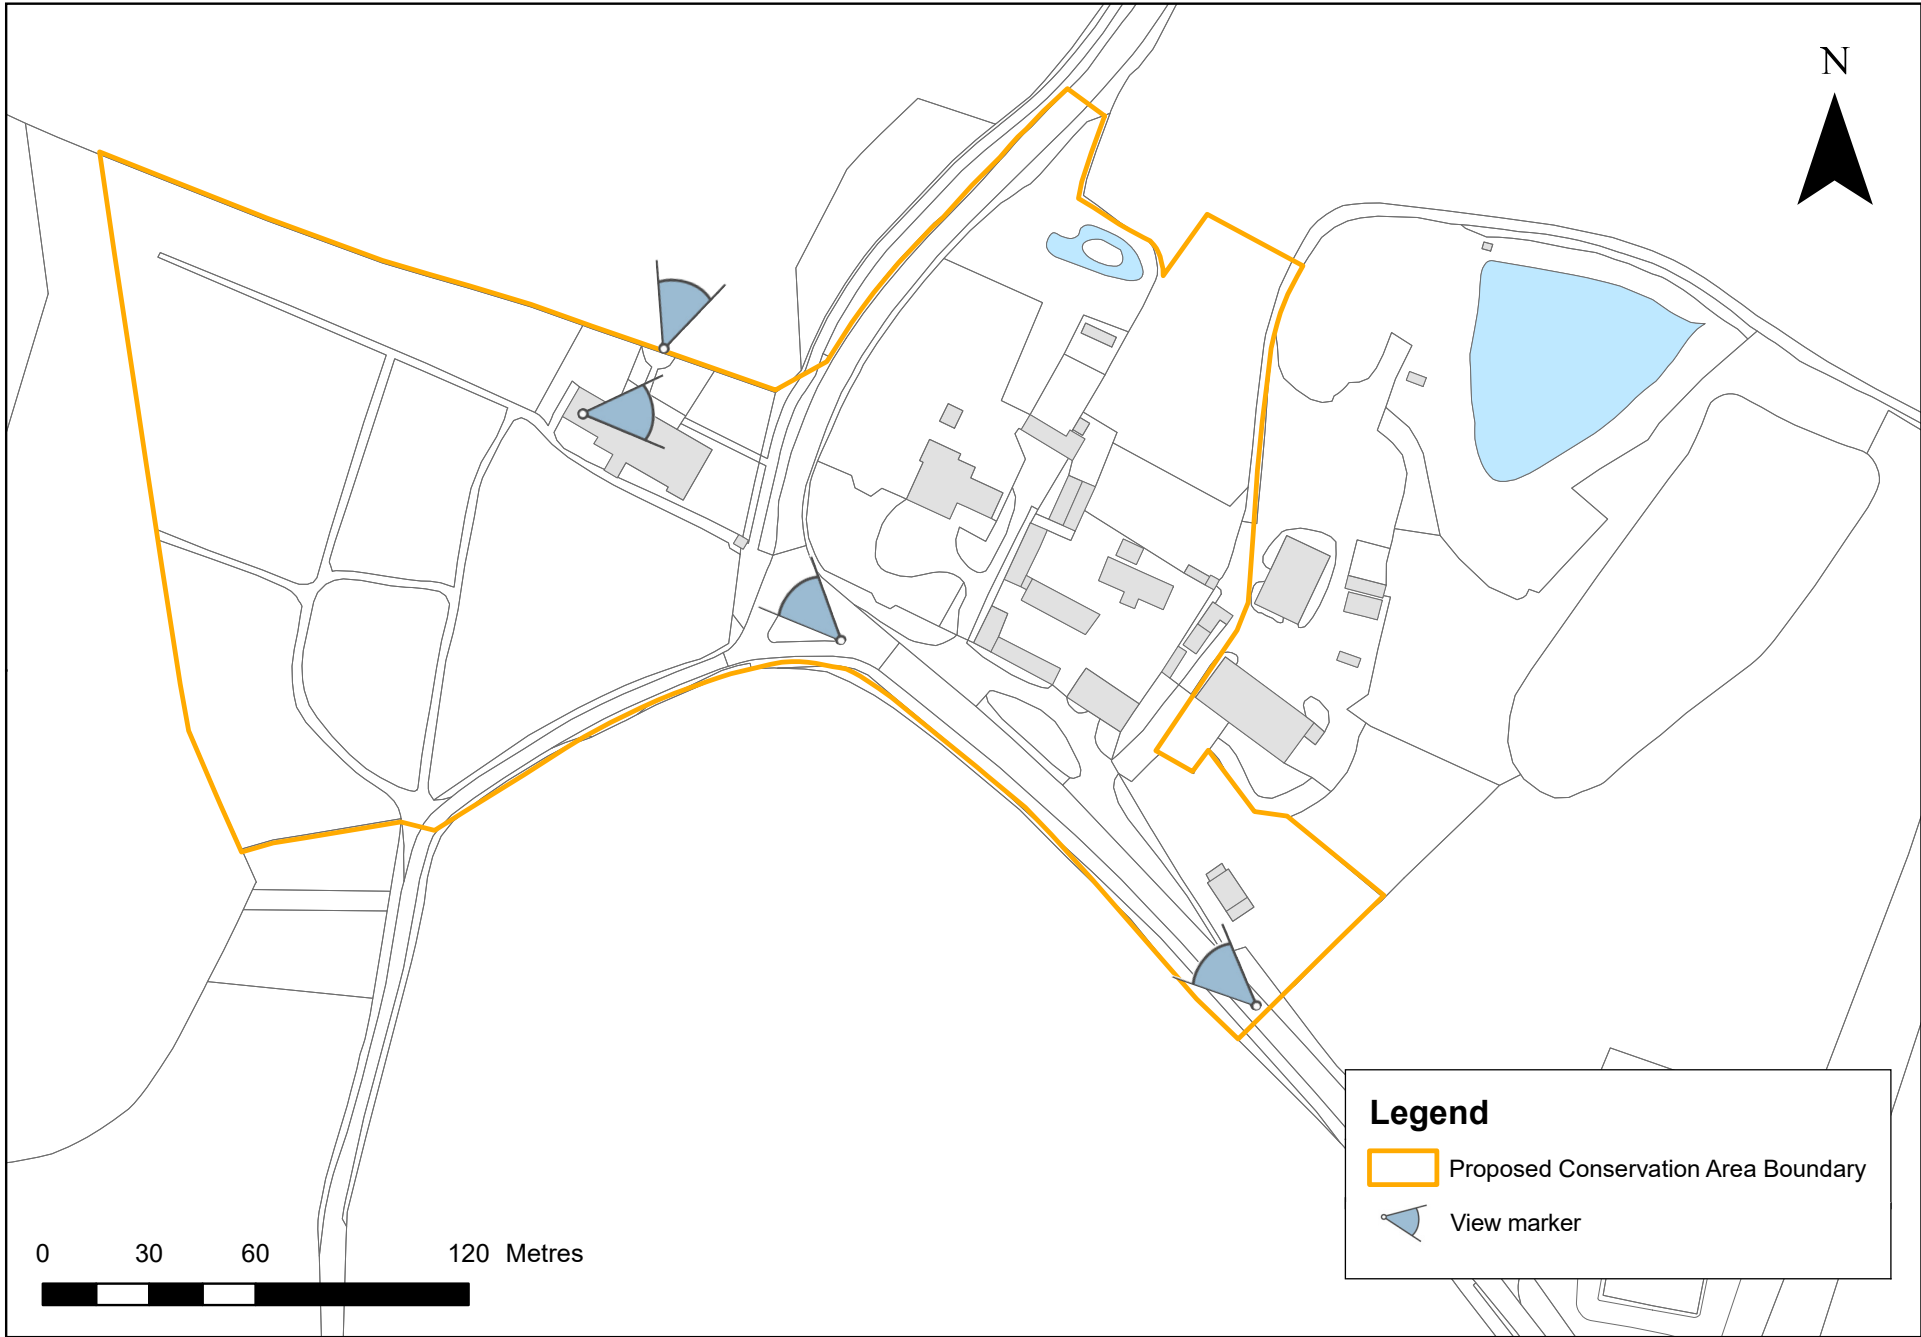 N
Legend
Proposed Conservation Area Boundary
View marker
0 30 60 120 Metres